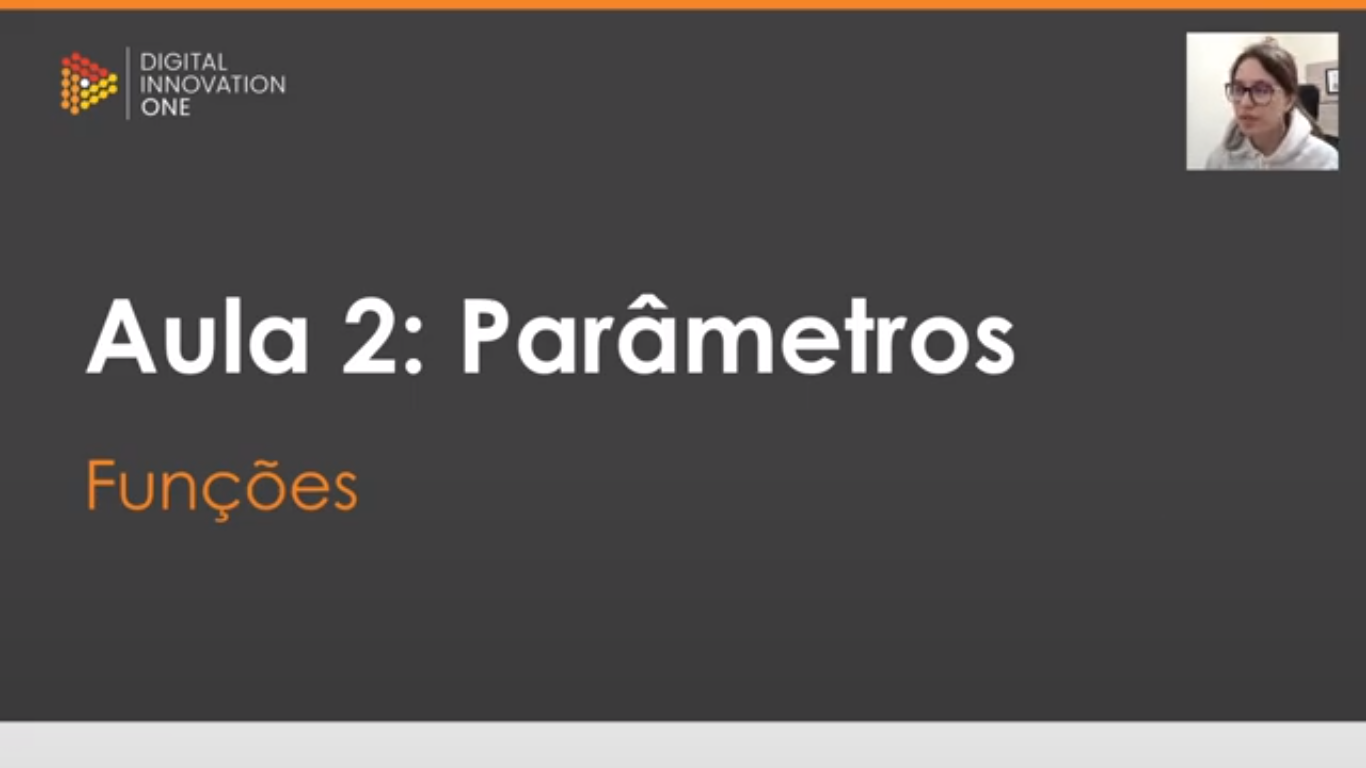 DIGITAL
INNOVATION
ONE
Aula 2: Parâmetros
Funções